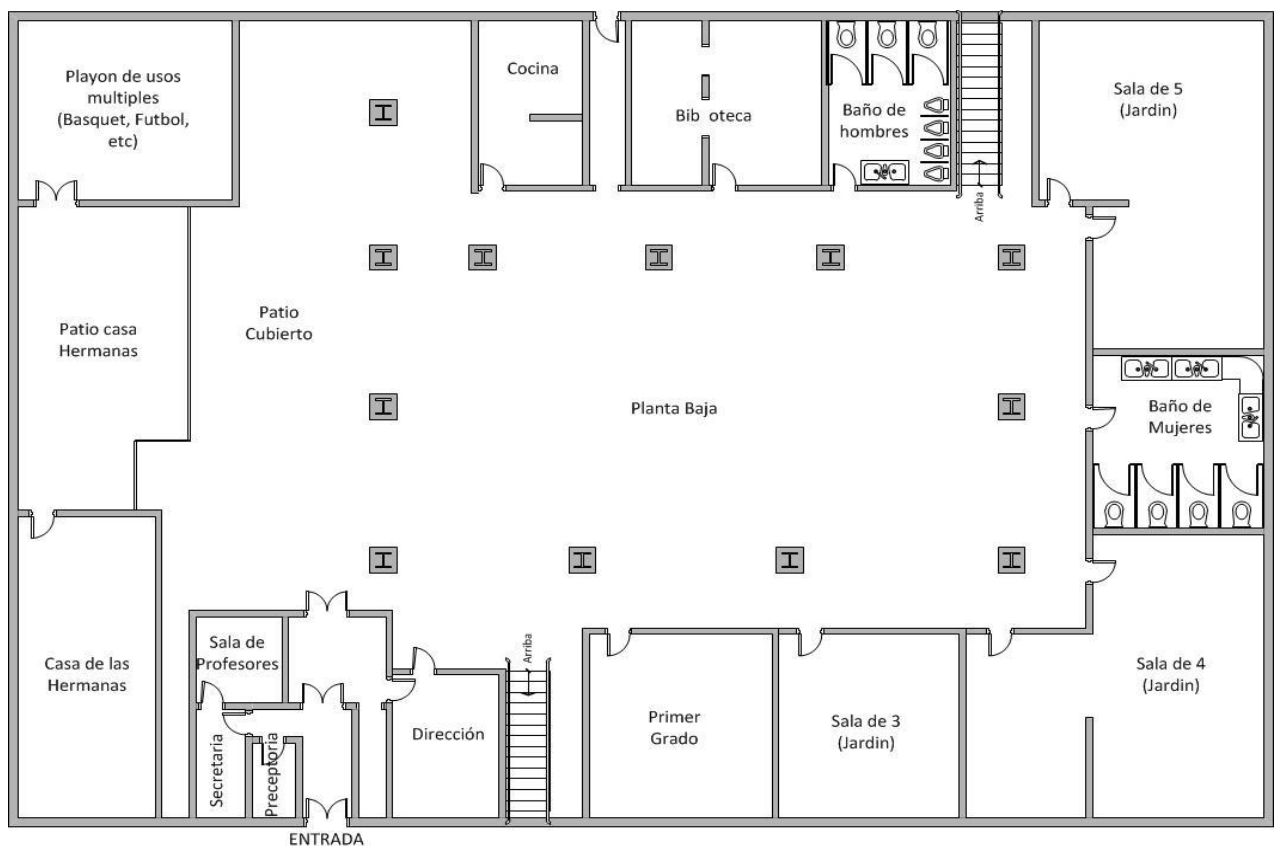 Playon de usos
multiples
(Basquet, Futbol,
etc)
Cocina
Bib oteca
Baño de
hombres
Sala de 5
(Jardin)
Arriba
Patio casa
Hermanas
Patio
Cubierto
Planta Baja
Baño de
Mujeres
Casa de las
Hermanas
Sala de
Profesores
Arriba
Dirección
Primer
Grado
Sala de 3
(Jardin)
Sala de 4
(Jardin)
Secretaria
Preceptoria
ENTRADA